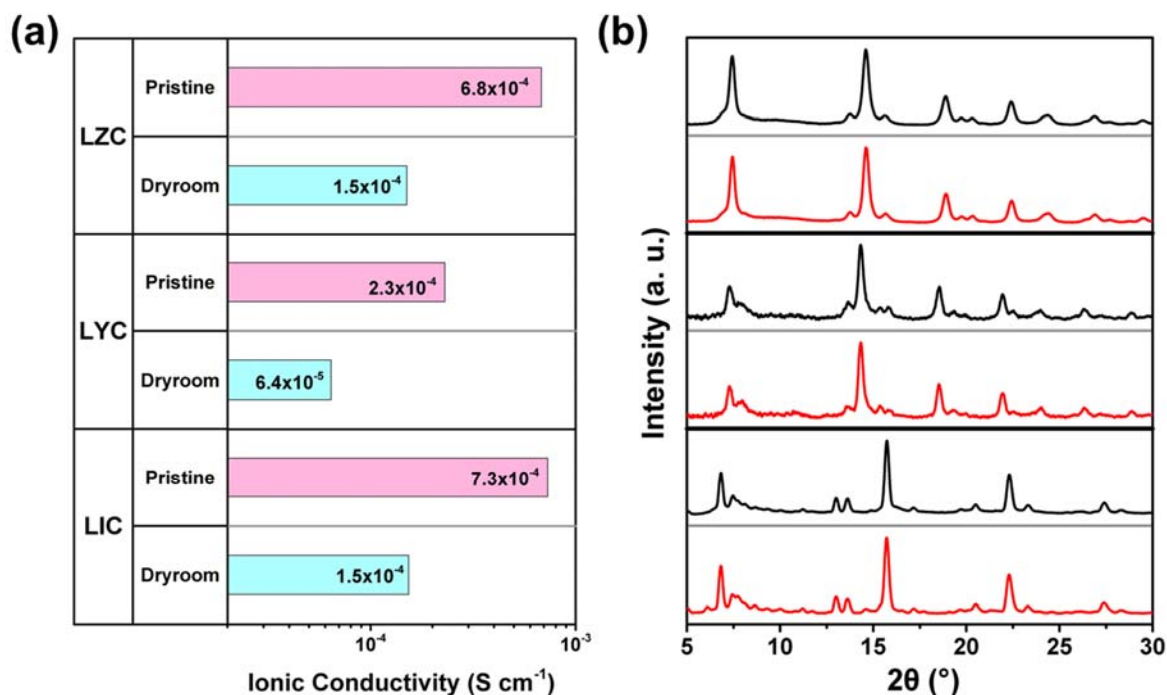 (a)
LZC
Pristine
6.8x10⁻⁴
Dryroom
1.5x10⁻⁴
LYC
Pristine
2.3x10⁻⁴
Dryroom
6.4x10⁻⁵
LIC
Pristine
7.3x10⁻⁴
Dryroom
1.5x10⁻⁴
10⁻⁴
10⁻³
Ionic Conductivity (S cm⁻¹)
(b)
Intensity (a. u.)
5
10
15
20
25
30
2θ (°)